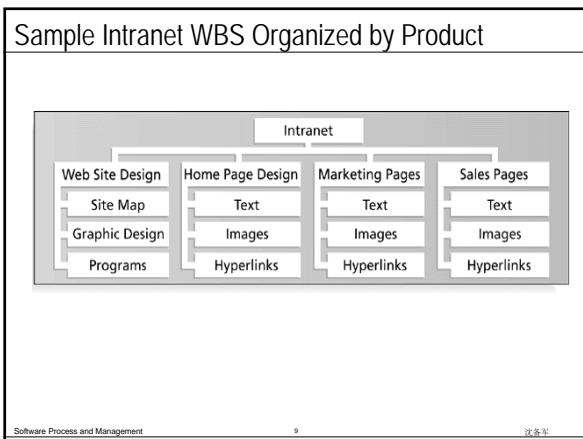 Sample Intranet WBS Organized by Product
Intranet
Web Site Design
Site Map
Graphic Design
Programs
Home Page Design
Text
Images
Hyperlinks
Marketing Pages
Text
Images
Hyperlinks
Sales Pages
Text
Images
Hyperlinks
Software Process and Management
9
沈备军